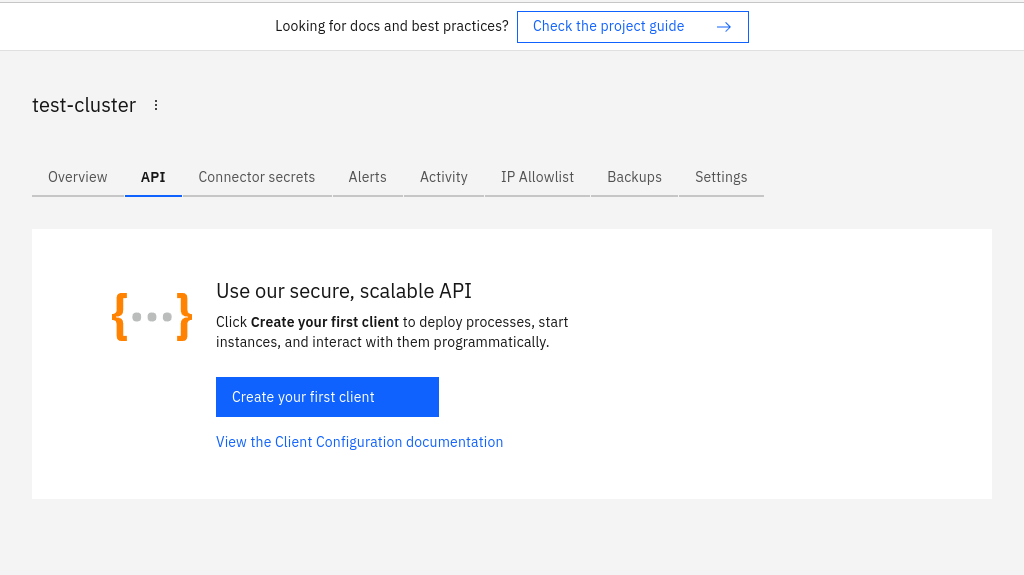 Looking for docs and best practices? Check the project guide
test-cluster
Overview API Connector secrets Alerts Activity IP Allowlist Backups Settings
Use our secure, scalable API
Click Create your first client to deploy processes, start
instances, and interact with them programmatically.
Create your first client
View the Client Configuration documentation